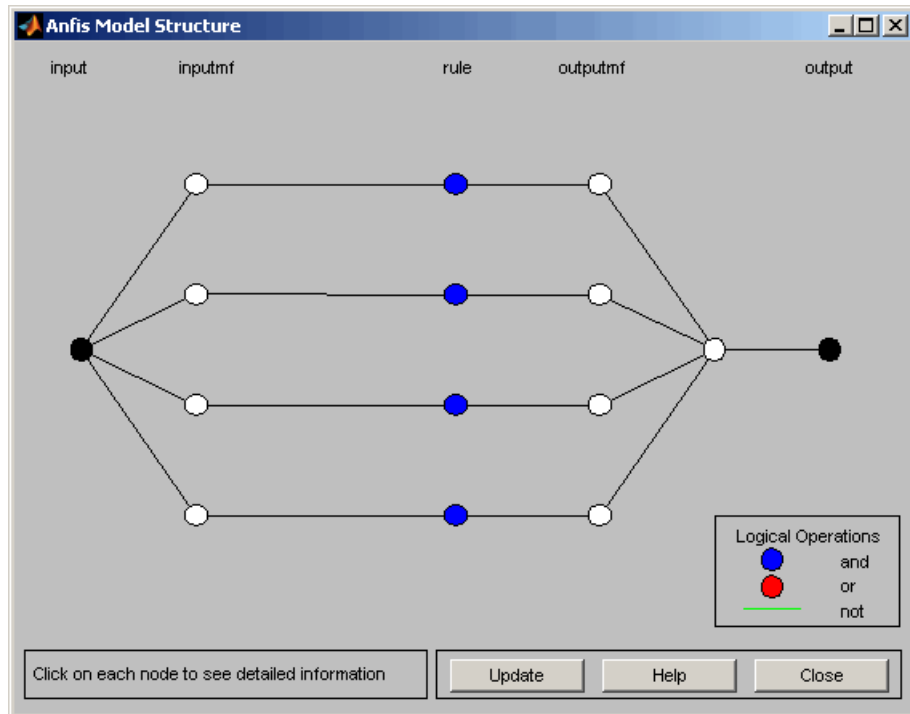 Anfis Model Structure
input inputmf rule outputmf output
Logical Operations
and
or
not
Click on each node to see detailed information
Update Help Close